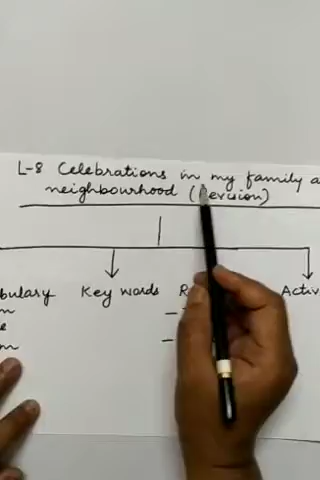 L-8 Celebrations in my family a
neighbourhood (Revision)
bulary Key words R Activ
m
e
m